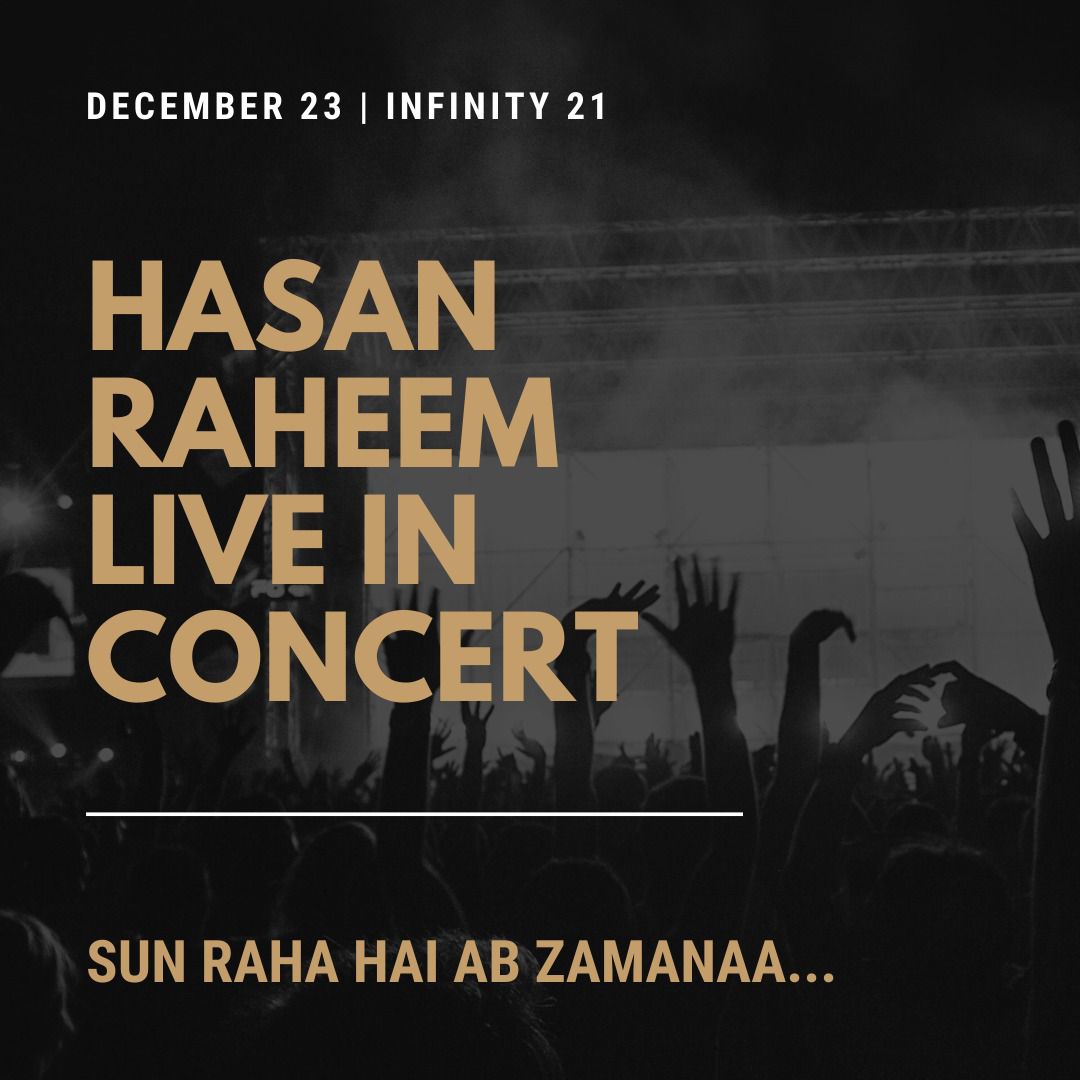 DECEMBER 23 | INFINITY 21
HASAN
RAHEEM
LIVE IN
CONCERT
SUN RAHA HAI AB ZAMANAA...